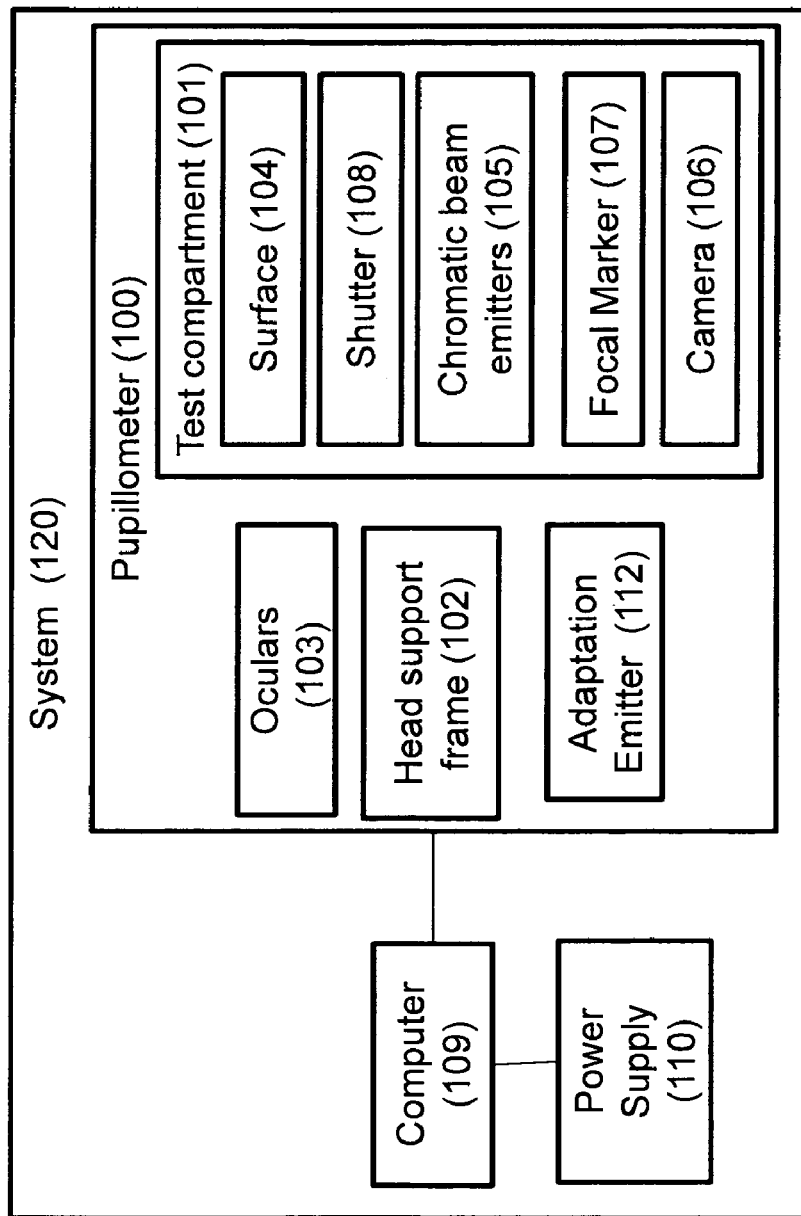 System (120)
Pupillometer (100)
Test compartment (101)
Surface (104)
Shutter (108)
Chromatic beam
emitters (105)
Focal Marker (107)
Camera (106)
Oculars
(103)
Head support
frame (102)
Adaptation
Emitter (112)
Computer
(109)
Power
Supply
(110)